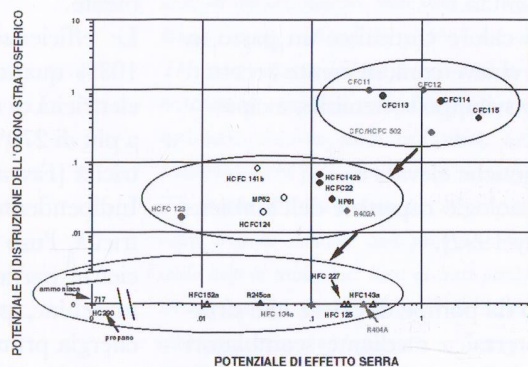 POTENZIALE DI DISTRUZIONE DELL'OZONO STRATOSFERICO
10
1
.1
.01
0
CFC11
CFC12
CFC113
CFC114
CFC115
CFC/HCFC 502
HCFC 141b
HCFC142b
HCFC22
MP52
HP81
R402A
HCFC 123
HCFC124
HFC 227
ammoniaca
717
HC290
propano
HFC152a
R245ca
HFC 134a
HFC 125
HFC143a
R404A
0
.01
.1
1
10
POTENZIALE DI EFFETTO SERRA